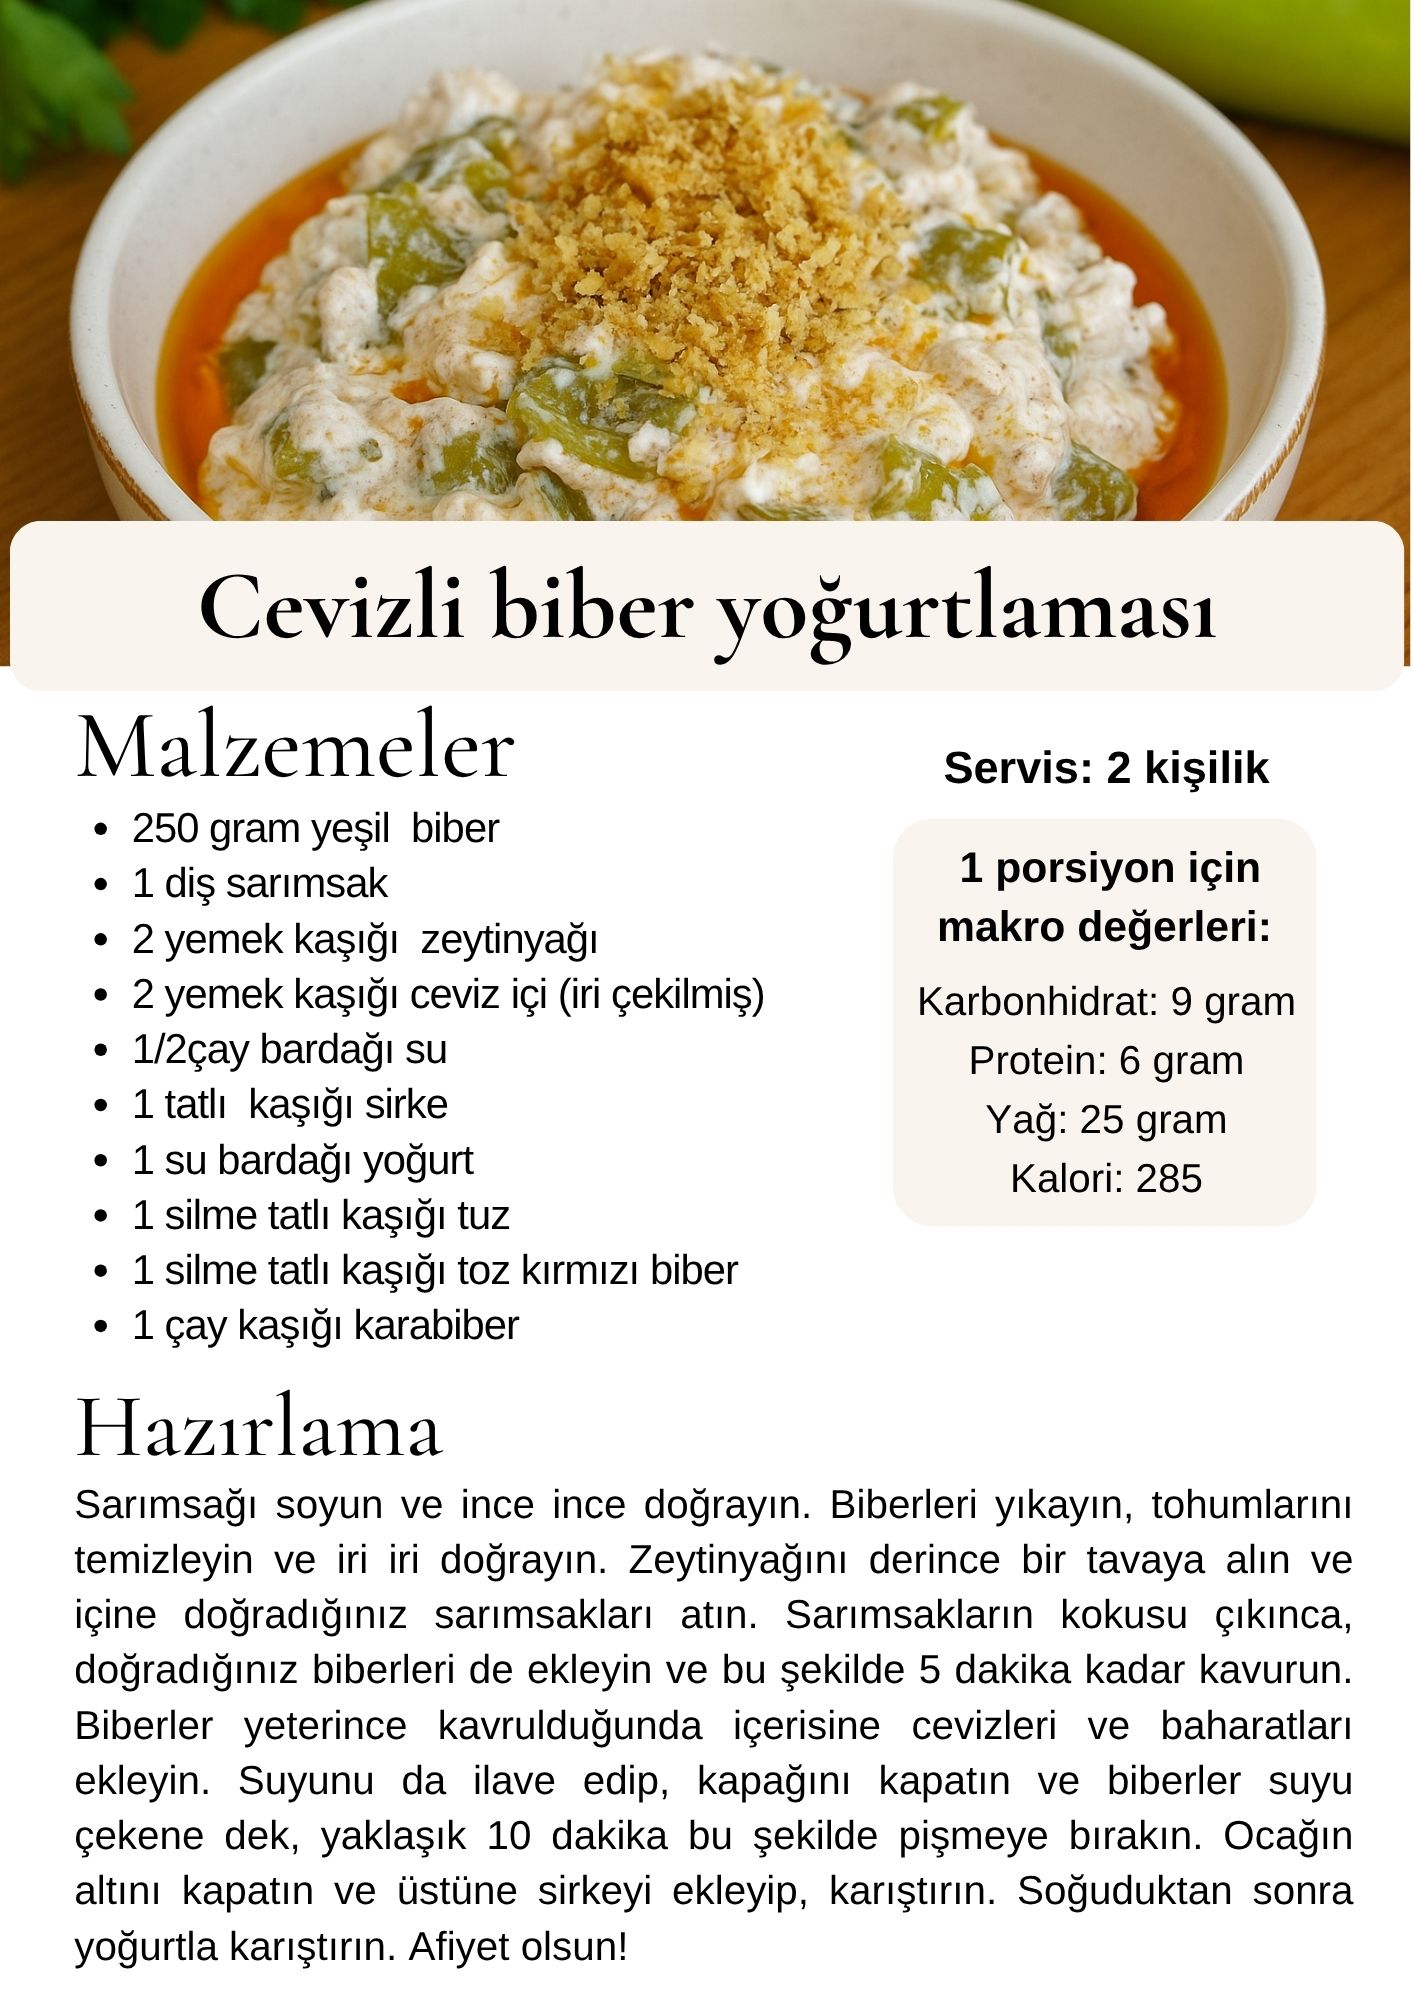 Cevizli biber yoğurtlaması
Malzemeler
• 250 gram yeşil  biber
• 1 diş sarımsak
• 2 yemek kaşığı  zeytinyağı
• 2 yemek kaşığı ceviz içi (iri çekilmiş)
• 1/2çay bardağı su
• 1 tatlı  kaşığı sirke
• 1 su bardağı yoğurt
• 1 silme tatlı kaşığı tuz
• 1 silme tatlı kaşığı toz kırmızı biber
• 1 çay kaşığı karabiber
Servis: 2 kişilik
1 porsiyon için
makro değerleri:
Karbonhidrat: 9 gram
Protein: 6 gram
Yağ: 25 gram
Kalori: 285
Hazırlama
Sarımsağı soyun ve ince ince doğrayın. Biberleri yıkayın, tohumlarını
temizleyin ve iri iri doğrayın. Zeytinyağını derince bir tavaya alın ve
içine doğradığınız sarımsakları atın. Sarımsakların kokusu çıkınca,
doğradığınız biberleri de ekleyin ve bu şekilde 5 dakika kadar kavurun.
Biberler yeterince kavrulduğunda içerisine cevizleri ve baharatları
ekleyin. Suyunu da ilave edip, kapağını kapatın ve biberler suyu
çekene dek, yaklaşık 10 dakika bu şekilde pişmeye bırakın. Ocağın
altını kapatın ve üstüne sirkeyi ekleyip, karıştırın. Soğuduktan sonra
yoğurtla karıştırın. Afiyet olsun!